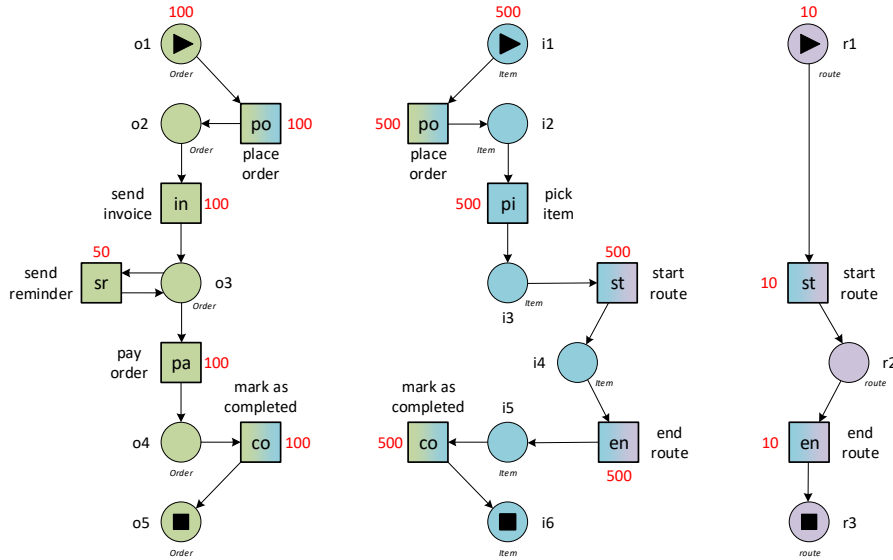 100
o1
Order
o2
Order
po
100
place
order
send
invoice
in
100
50
send
reminder
sr
o3
Order
pay
order
pa
100
mark as
completed
o4
Order
co
100
o5
Order
500
i1
Item
500
po
place
order
i2
Item
500
pi
pick
item
i3
Item
500
st
start
route
i4
Item
mark as
completed
i5
Item
500
co
en
500
end
route
i6
Item
10
r1
route
10
st
start
route
r2
route
10
en
end
route
r3
route